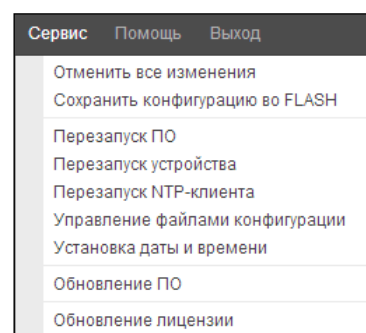 Сервис Помощь Выход
Отменить все изменения
Сохранить конфигурацию во FLASH
Перезапуск ПО
Перезапуск устройства
Перезапуск NTP-клиента
Управление файлами конфигурации
Установка даты и времени
Обновление ПО
Обновление лицензии